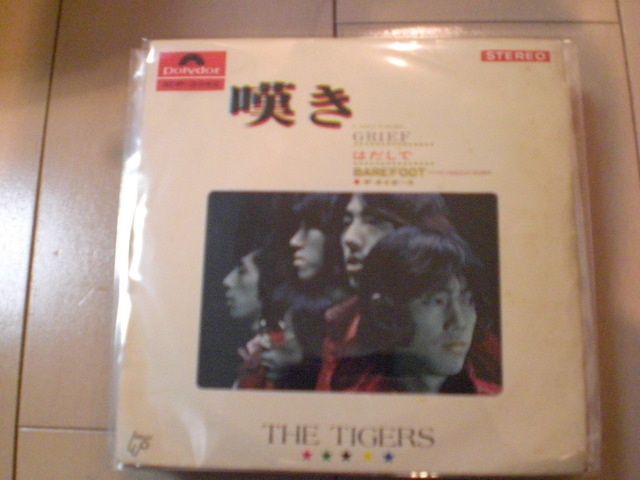 Polydor
STEREO
嘆き
GRIEF
はだしで
BAREFOOT
THE TIGERS